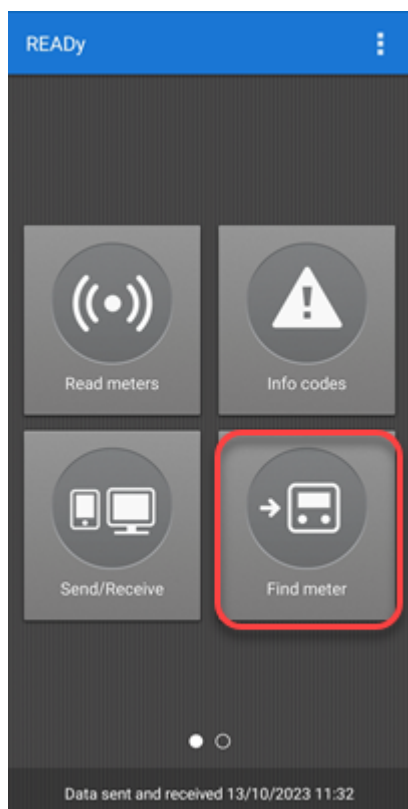 READy
Read meters
Info codes
Send/Receive
Find meter
Data sent and received 13/10/2023 11:32